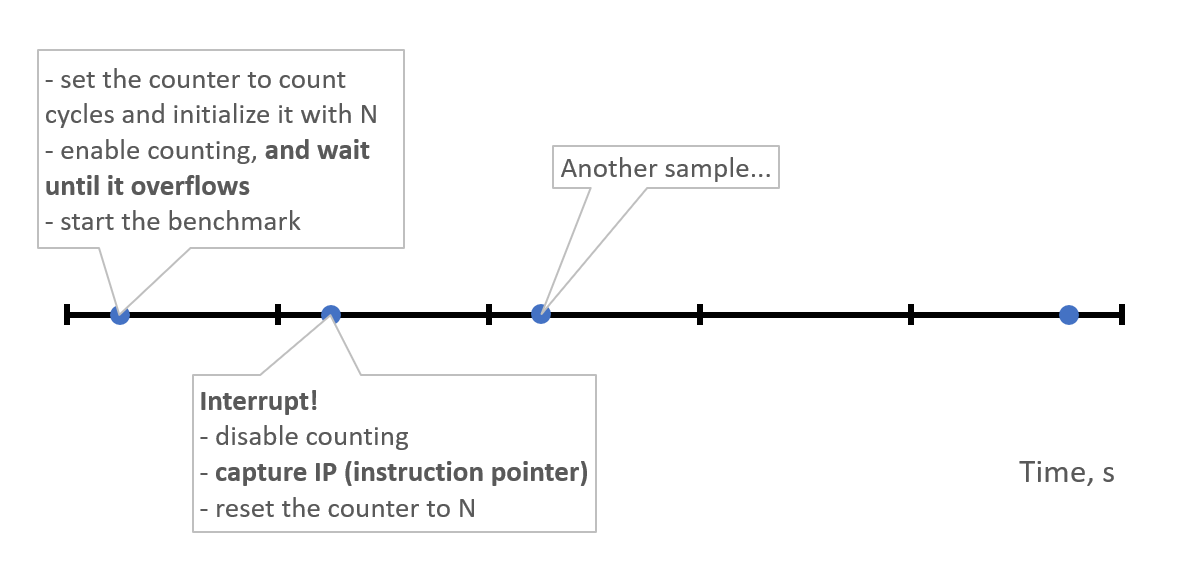 - set the counter to count
cycles and initialize it with N
- enable counting, and wait
until it overflows
- start the benchmark
Another sample...
Interrupt!
- disable counting
- capture IP (instruction pointer)
- reset the counter to N
Time, s